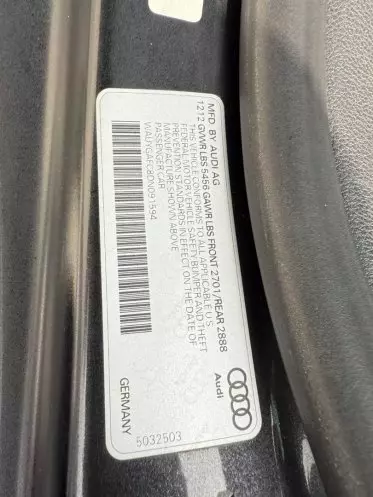 MFD. BY AUDI AG
12 12 GVWR LBS 5456 GAWR LBS FRONT 2701/REAR 2888
THIS VEHICLE CONFORMS TO ALL APPLICABLE U.S.
FEDERAL MOTOR VEHICLE SAFETY BUMPER AND THEFT
PREVENTION STANDARDS IN EFFECT ON THE DATE OF
MANUFACTURE SHOWN ABOVE
WAUYGAFC8DN091594
PASSENGER CAR
Audi
GERMANY
5032503